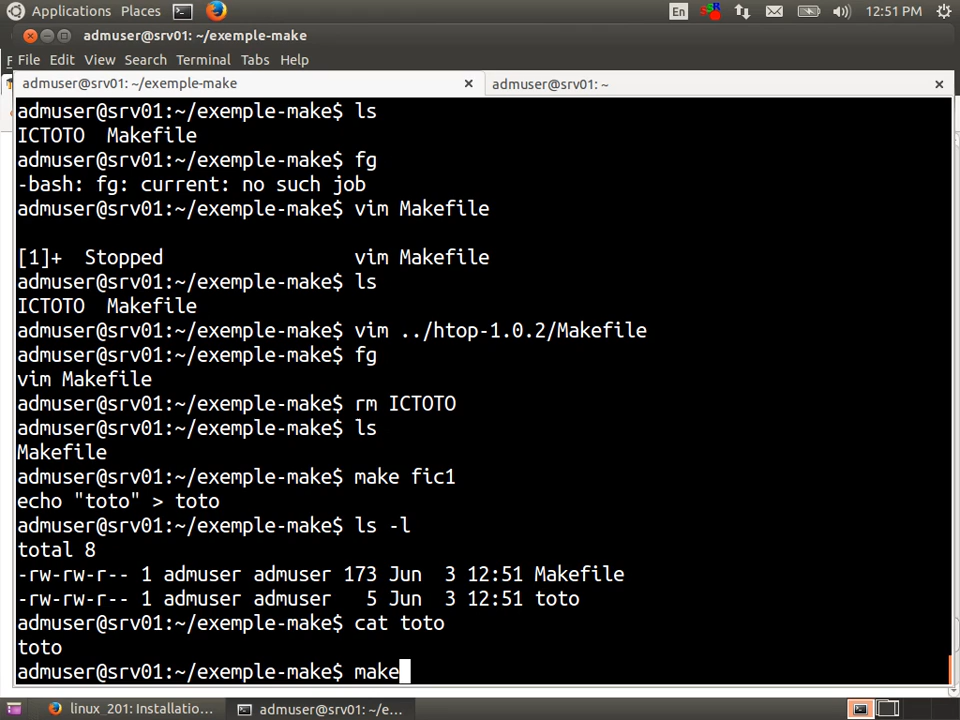 Applications Places En 12:51 PM
admuser@srv01: ~/exemple-make
File Edit View Search Terminal Tabs Help
admuser@srv01: ~/exemple-make × admuser@srv01: ~ ×
admuser@srv01:~/exemple-make$ ls
ICTOTO  Makefile
admuser@srv01:~/exemple-make$ fg
-bash: fg: current: no such job
admuser@srv01:~/exemple-make$ vim Makefile
[1]+  Stopped                 vim Makefile
admuser@srv01:~/exemple-make$ ls
ICTOTO  Makefile
admuser@srv01:~/exemple-make$ vim ../htop-1.0.2/Makefile
admuser@srv01:~/exemple-make$ fg
vim Makefile
admuser@srv01:~/exemple-make$ rm ICTOTO
admuser@srv01:~/exemple-make$ ls
Makefile
admuser@srv01:~/exemple-make$ make fic1
echo "toto" > toto
admuser@srv01:~/exemple-make$ ls -l
total 8
-rw-rw-r-- 1 admuser admuser 173 Jun  3 12:51 Makefile
-rw-rw-r-- 1 admuser admuser   5 Jun  3 12:51 toto
admuser@srv01:~/exemple-make$ cat toto
toto
admuser@srv01:~/exemple-make$ make
linux_201: Installatio... admuser@srv01: ~/e...